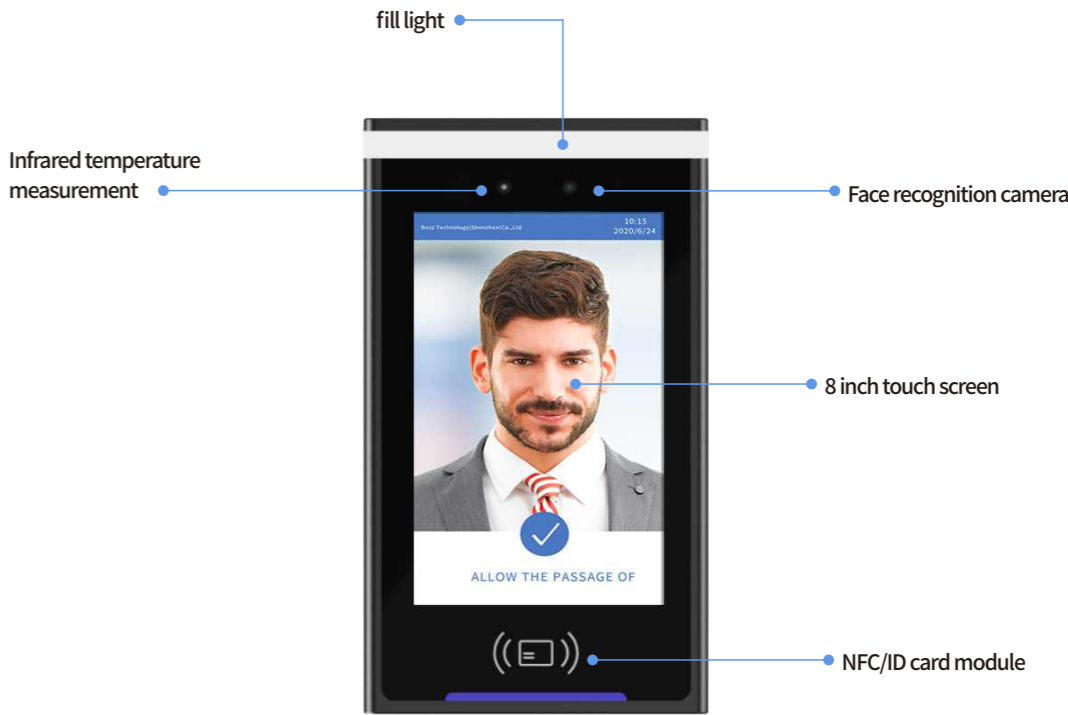 fill light
Infrared temperature
measurement
Face recognition camera
Bozz Technology(Shenzhen)Co.,Ltd
10:15
2020/6/24
8 inch touch screen
ALLOW THE PASSAGE OF
NFC/ID card module